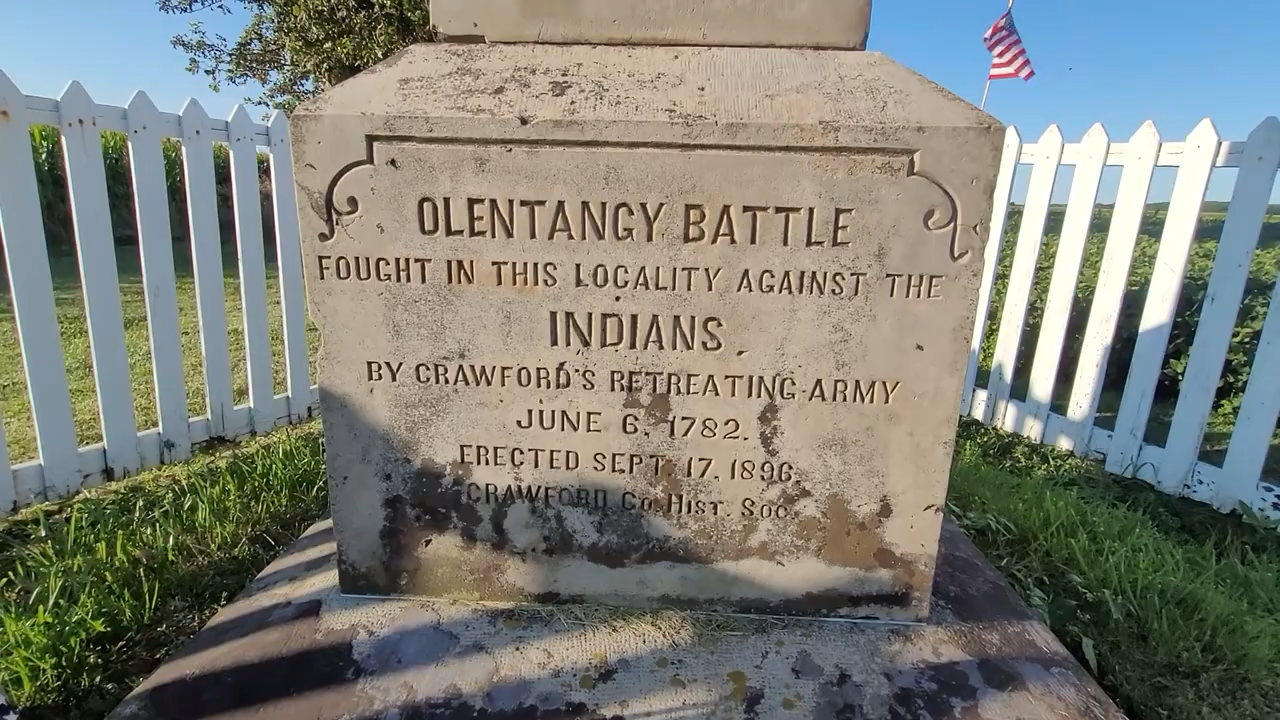 OLENTANGY BATTLE
FOUGHT IN THIS LOCALITY AGAINST THE
INDIANS
BY CRAWFORD'S RETREATING ARMY
JUNE 6, 1782.
ERECTED SEPT. 17, 1896.
CRAWFORD CO. HIST. SOC.